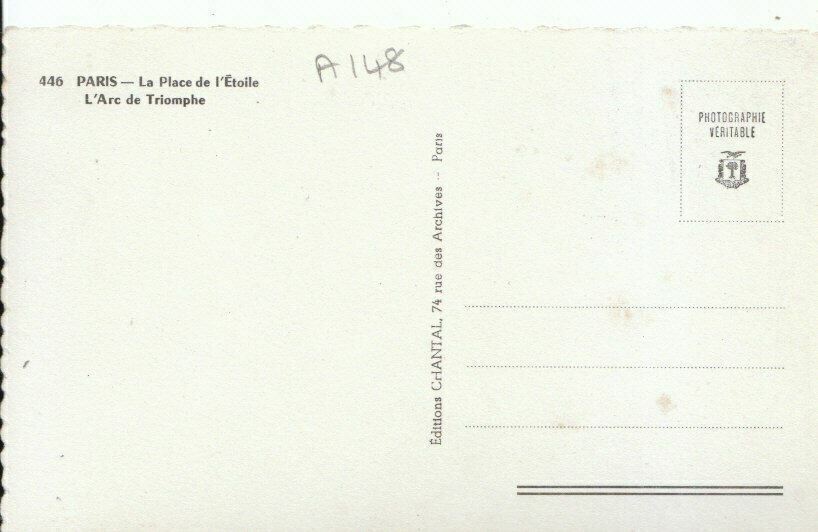 446 PARIS — La Place de l'Étoile
L'Arc de Triomphe
A148
Éditions CHANTAL, 74 rue des Archives -- Paris
PHOTOGRAPHIE
VÉRITABLE